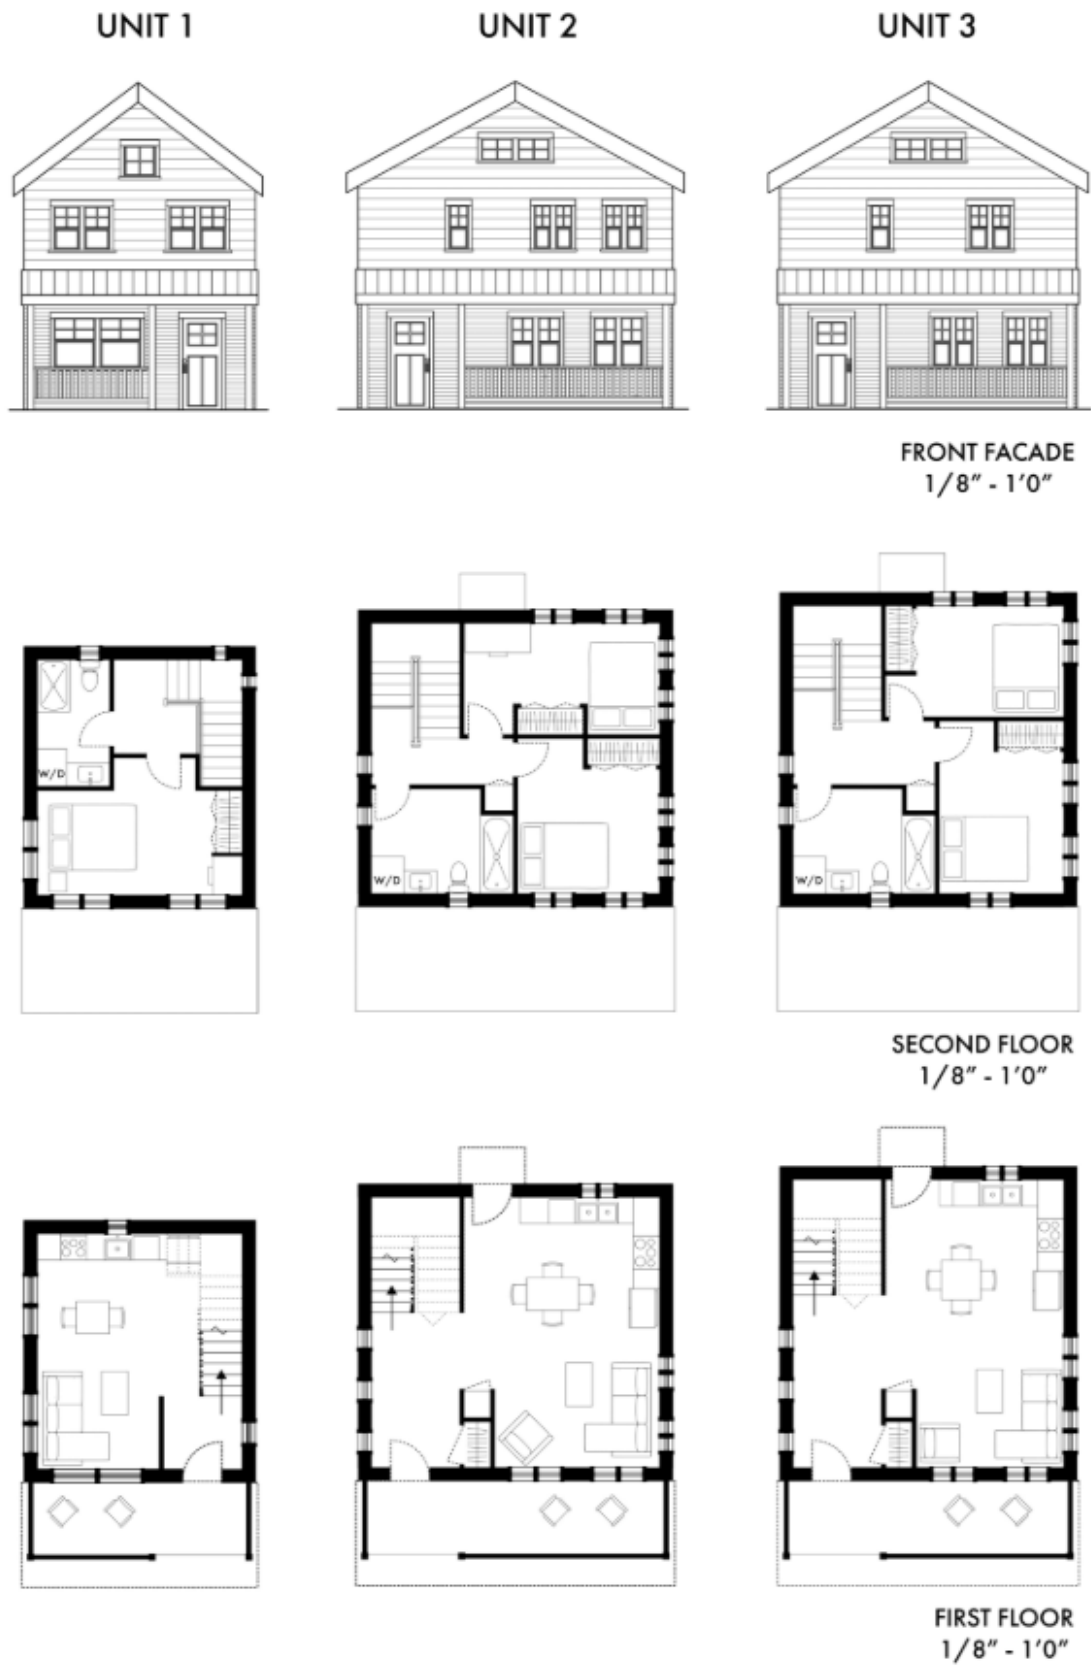 UNIT 1
UNIT 2
UNIT 3
FRONT FACADE
1/8” - 1’0”
W/D
W/D
W/D
SECOND FLOOR
1/8” - 1’0”
FIRST FLOOR
1/8” - 1’0”